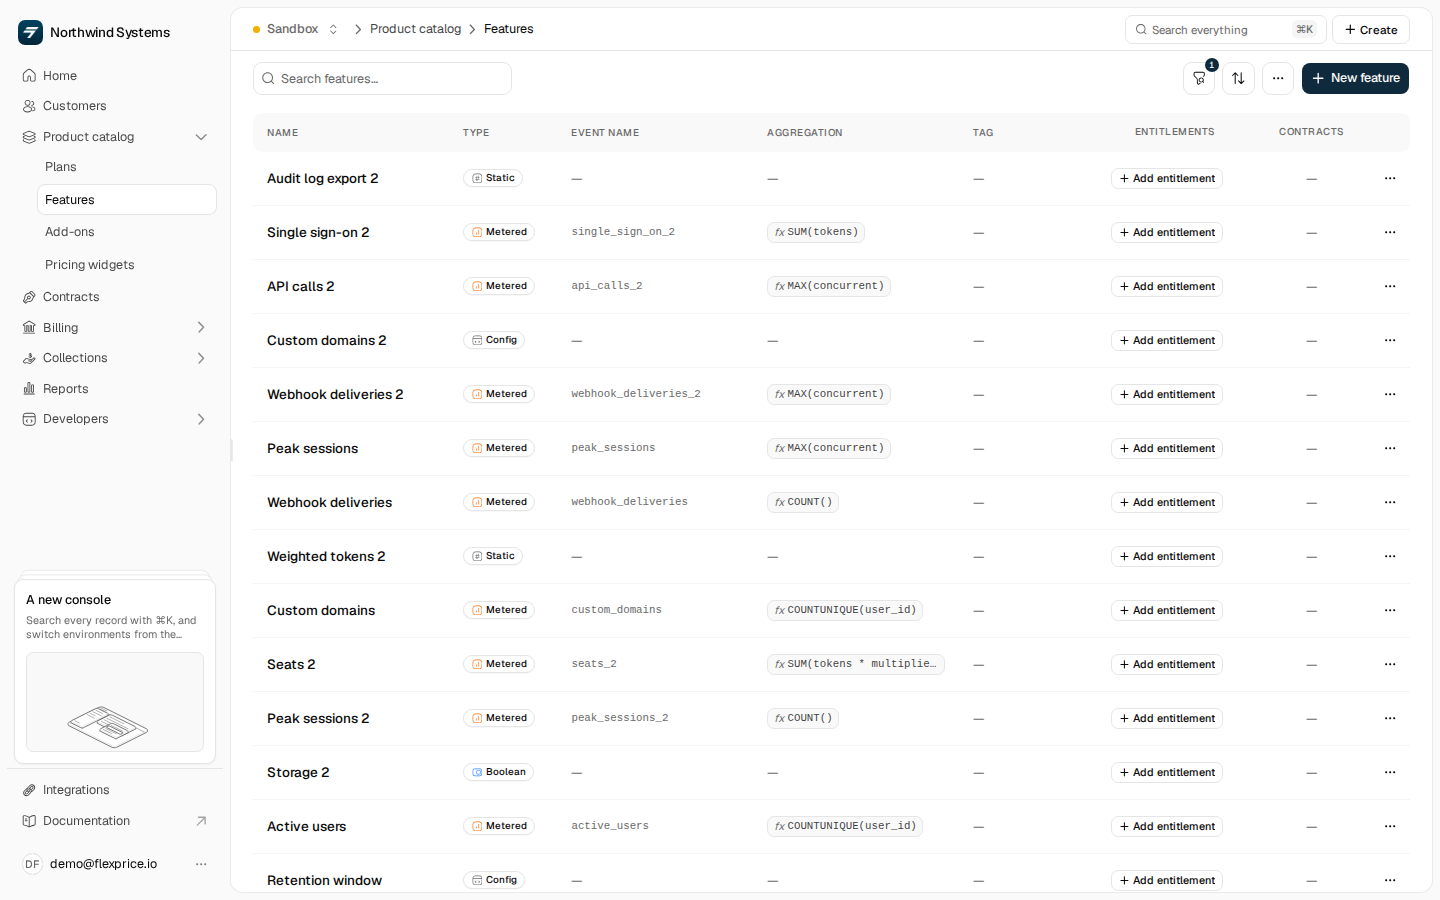 Northwind Systems
Home
Customers
Product catalog
Plans
Features
Add-ons
Pricing widgets
Contracts
Billing
Collections
Reports
Developers
A new console
Search every record with ⌘K, and
switch environments from the...
Integrations
Documentation
DF demo@flexprice.io
Sandbox Product catalog Features
Search everything ⌘K
Create
Search features...
1
New feature
NAME TYPE EVENT NAME AGGREGATION TAG ENTITLEMENTS CONTRACTS
Audit log export 2 Static — — — Add entitlement —
Single sign-on 2 Metered single_sign_on_2 fx SUM(tokens) — Add entitlement —
API calls 2 Metered api_calls_2 fx MAX(concurrent) — Add entitlement —
Custom domains 2 Config — — — Add entitlement —
Webhook deliveries 2 Metered webhook_deliveries_2 fx MAX(concurrent) — Add entitlement —
Peak sessions Metered peak_sessions fx MAX(concurrent) — Add entitlement —
Webhook deliveries Metered webhook_deliveries fx COUNT() — Add entitlement —
Weighted tokens 2 Static — — — Add entitlement —
Custom domains Metered custom_domains fx COUNTUNIQUE(user_id) — Add entitlement —
Seats 2 Metered seats_2 fx SUM(tokens * multiplie... — Add entitlement —
Peak sessions 2 Metered peak_sessions_2 fx COUNT() — Add entitlement —
Storage 2 Boolean — — — Add entitlement —
Active users Metered active_users fx COUNTUNIQUE(user_id) — Add entitlement —
Retention window Config — — — Add entitlement —